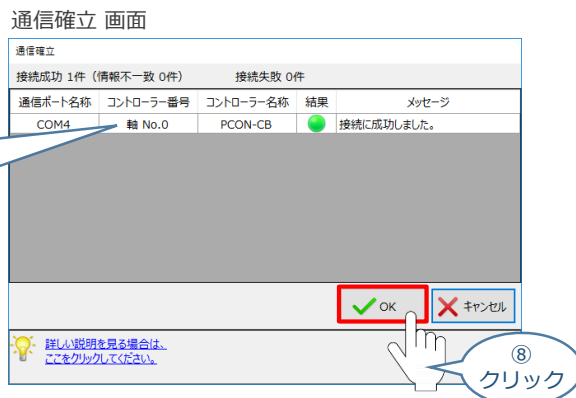 通信確立 画面
通信確立
接続成功 1件（情報不一致 0件） 接続失敗 0件
通信ポート名称 コントローラー番号 コントローラー名称 結果 メッセージ
COM4 軸 No.0 PCON-CB 接続に成功しました。
OK キャンセル
詳しい説明を見る場合は、
ここをクリックしてください。
⑧
クリック